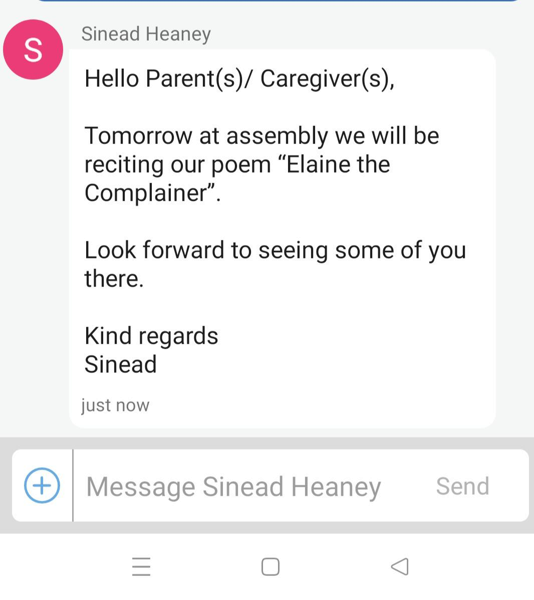 S
Sinead Heaney
Hello Parent(s)/ Caregiver(s),
Tomorrow at assembly we will be
reciting our poem “Elaine the
Complainer”.
Look forward to seeing some of you
there.
Kind regards
Sinead
just now
Message Sinead Heaney
Send